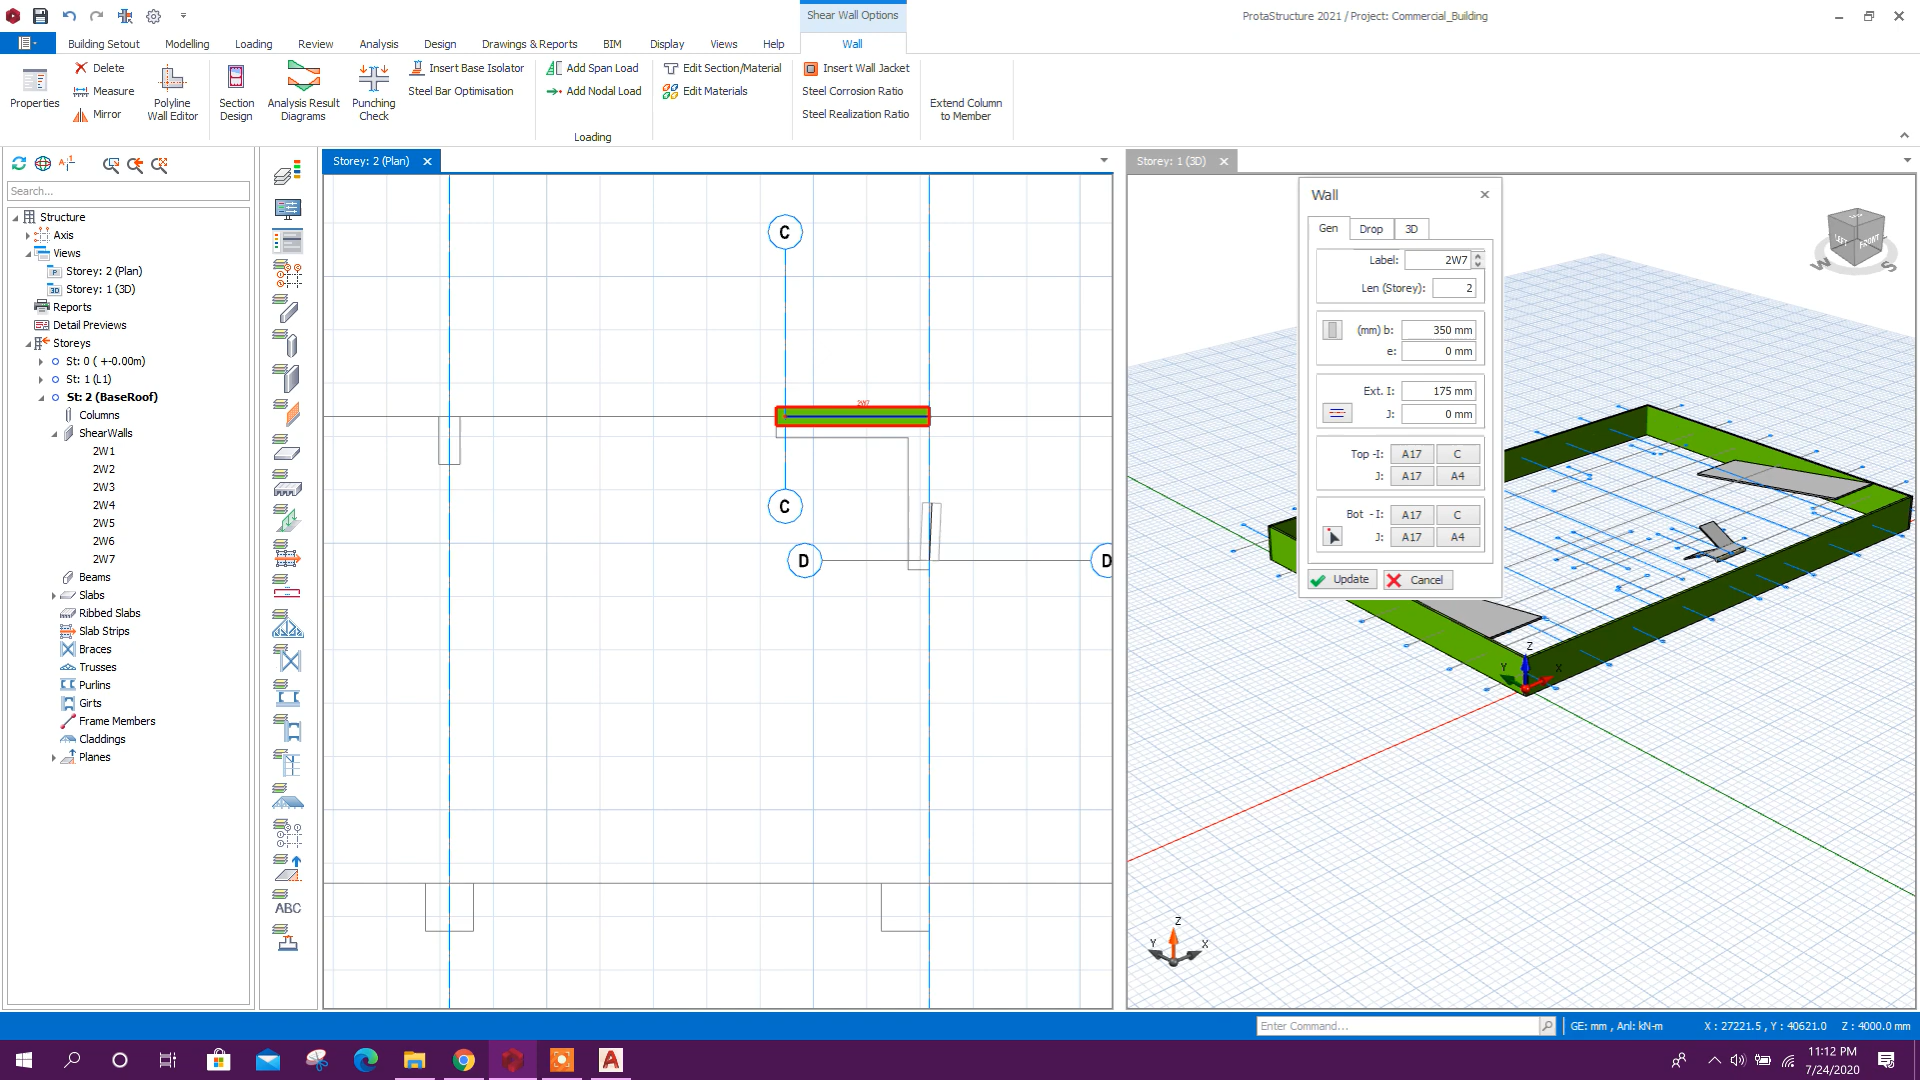 Shear Wall Options
ProtaStructure 2021 / Project: Commercial_Building
Building Setout Modelling Loading Review Analysis Design Drawings & Reports BIM Display Views Help Wall
Properties
Delete
Measure
Mirror
Polyline
Wall Editor
Section
Design
Analysis Result
Diagrams
Punching
Check
Insert Base Isolator
Steel Bar Optimisation
Add Span Load
Add Nodal Load
Loading
Edit Section/Material
Edit Materials
Insert Wall Jacket
Steel Corrosion Ratio
Steel Realization Ratio
Extend Column
to Member
Search...
Structure
Axis
Views
Storey: 2 (Plan)
Storey: 1 (3D)
Reports
Detail Previews
Storeys
St: 0 ( +-0.00m)
St: 1 (L1)
St: 2 (BaseRoof)
Columns
ShearWalls
2W1
2W2
2W3
2W4
2W5
2W6
2W7
Beams
Slabs
Ribbed Slabs
Slab Strips
Braces
Trusses
Purlins
Girts
Frame Members
Claddings
Planes
ABC
Storey: 2 (Plan)
C
2W7
C
D
D
Storey: 1 (3D)
Wall
Gen Drop 3D
Label: 2W7
Len (Storey): 2
(mm) b: 350 mm
e: 0 mm
Ext. I: 175 mm
J: 0 mm
Top -I: A17 C
J: A17 A4
Bot -I: A17 C
J: A17 A4
Update Cancel
LEFT FRONT
W S
Z
Y X
Z
Y X
Enter Command...
GE: mm , Anl: kN-m
X : 27221.5 , Y : 40621.0 Z : 4000.0 mm
11:12 PM
7/24/2020